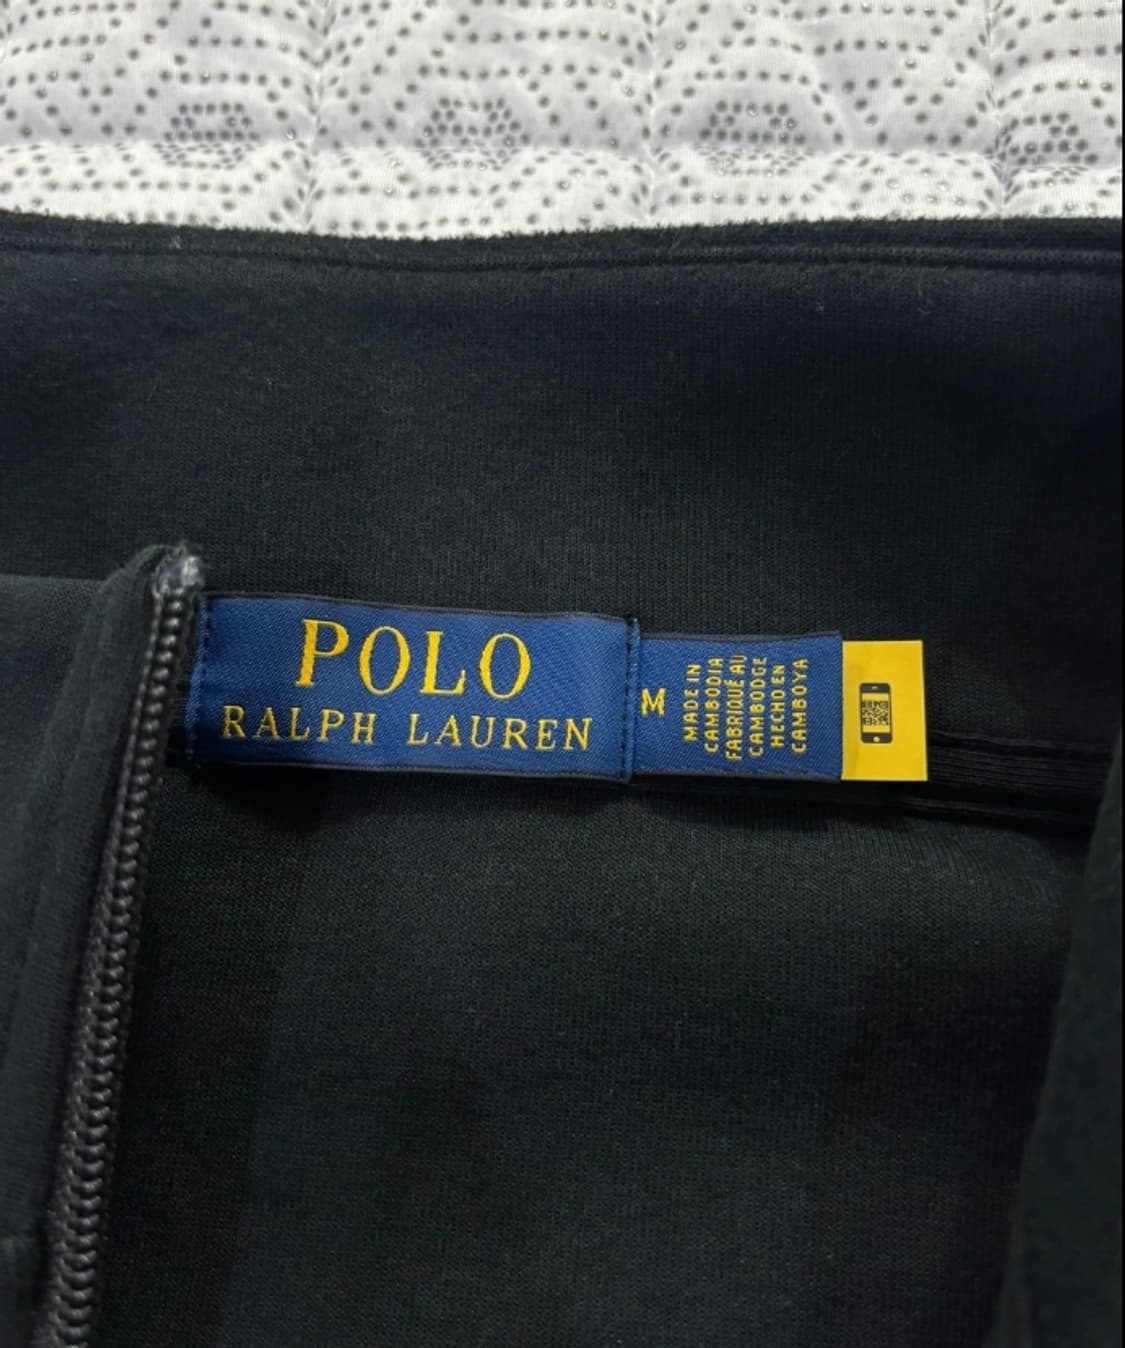 POLO
RALPH LAUREN
M
MADE IN
CAMBODIA
FABRIQUÉ AU
CAMBODGE
HECHO EN
CAMBOYA